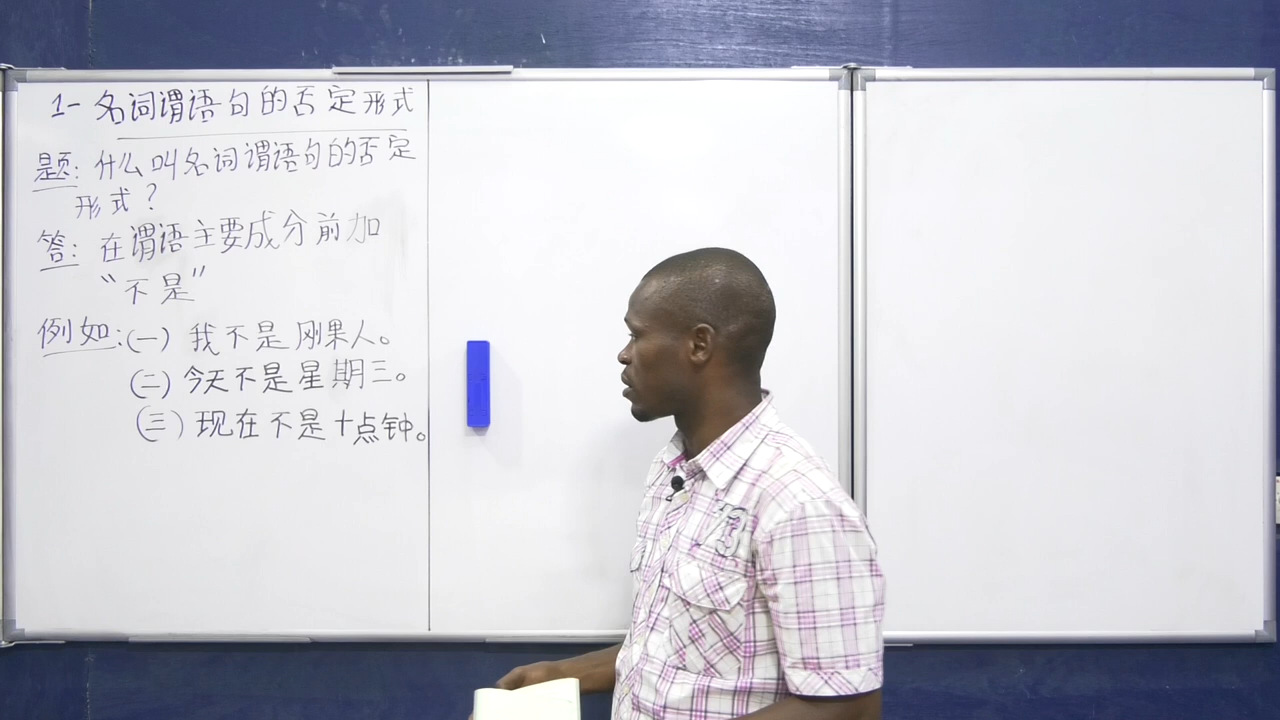 1- 名词谓语句的否定形式
题: 什么叫名词谓语句的否定
形式?
答: 在谓语主要成分前加
“不是”
例如:(一) 我不是刚果人。
(二) 今天不是星期三。
(三) 现在不是十点钟。